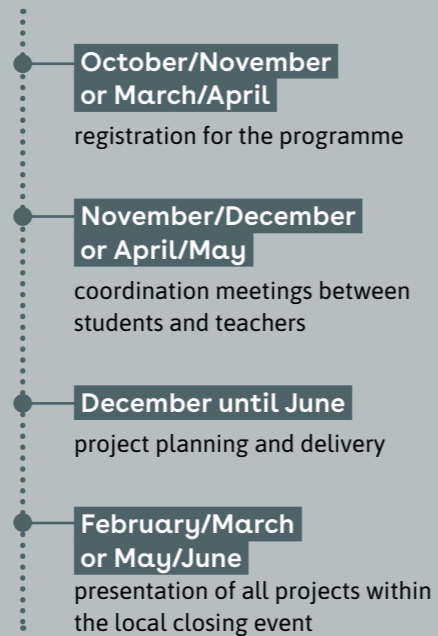 October/November
or March/April
registration for the programme
November/December
or April/May
coordination meetings between
students and teachers
December until June
project planning and delivery
February/March
or May/June
presentation of all projects within
the local closing event